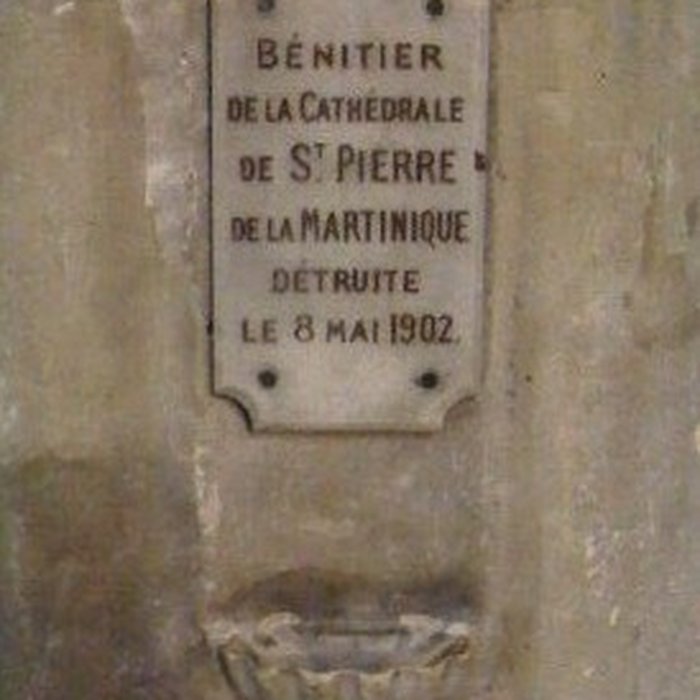 BÉNITIER
DE LA CATHÉDRALE
DE ST PIERRE
DE LA MARTINIQUE
DÉTRUITE
LE 8 MAI 1902.